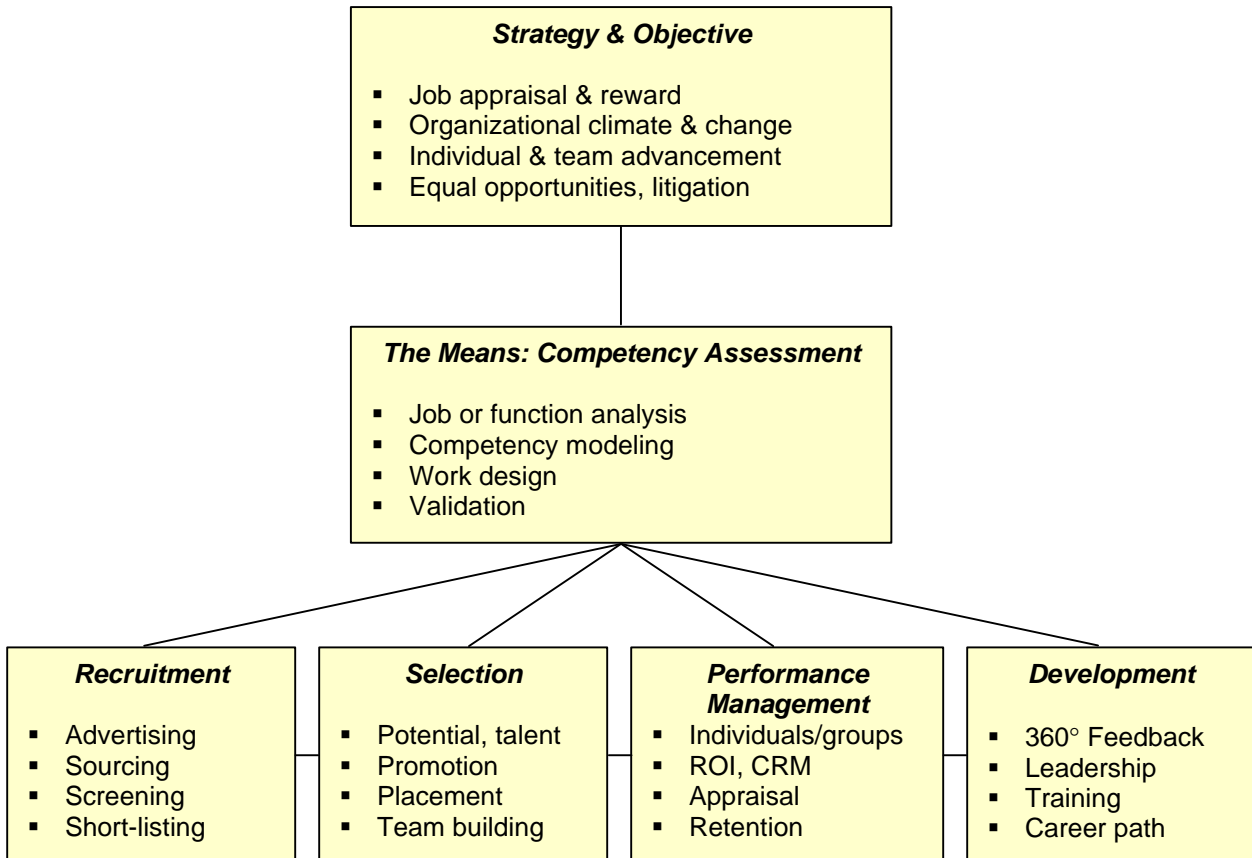 Strategy & Objective
▪ Job appraisal & reward
▪ Organizational climate & change
▪ Individual & team advancement
▪ Equal opportunities, litigation
The Means: Competency Assessment
▪ Job or function analysis
▪ Competency modeling
▪ Work design
▪ Validation
Recruitment
▪ Advertising
▪ Sourcing
▪ Screening
▪ Short-listing
Selection
▪ Potential, talent
▪ Promotion
▪ Placement
▪ Team building
Performance
Management
▪ Individuals/groups
▪ ROI, CRM
▪ Appraisal
▪ Retention
Development
▪ 360° Feedback
▪ Leadership
▪ Training
▪ Career path